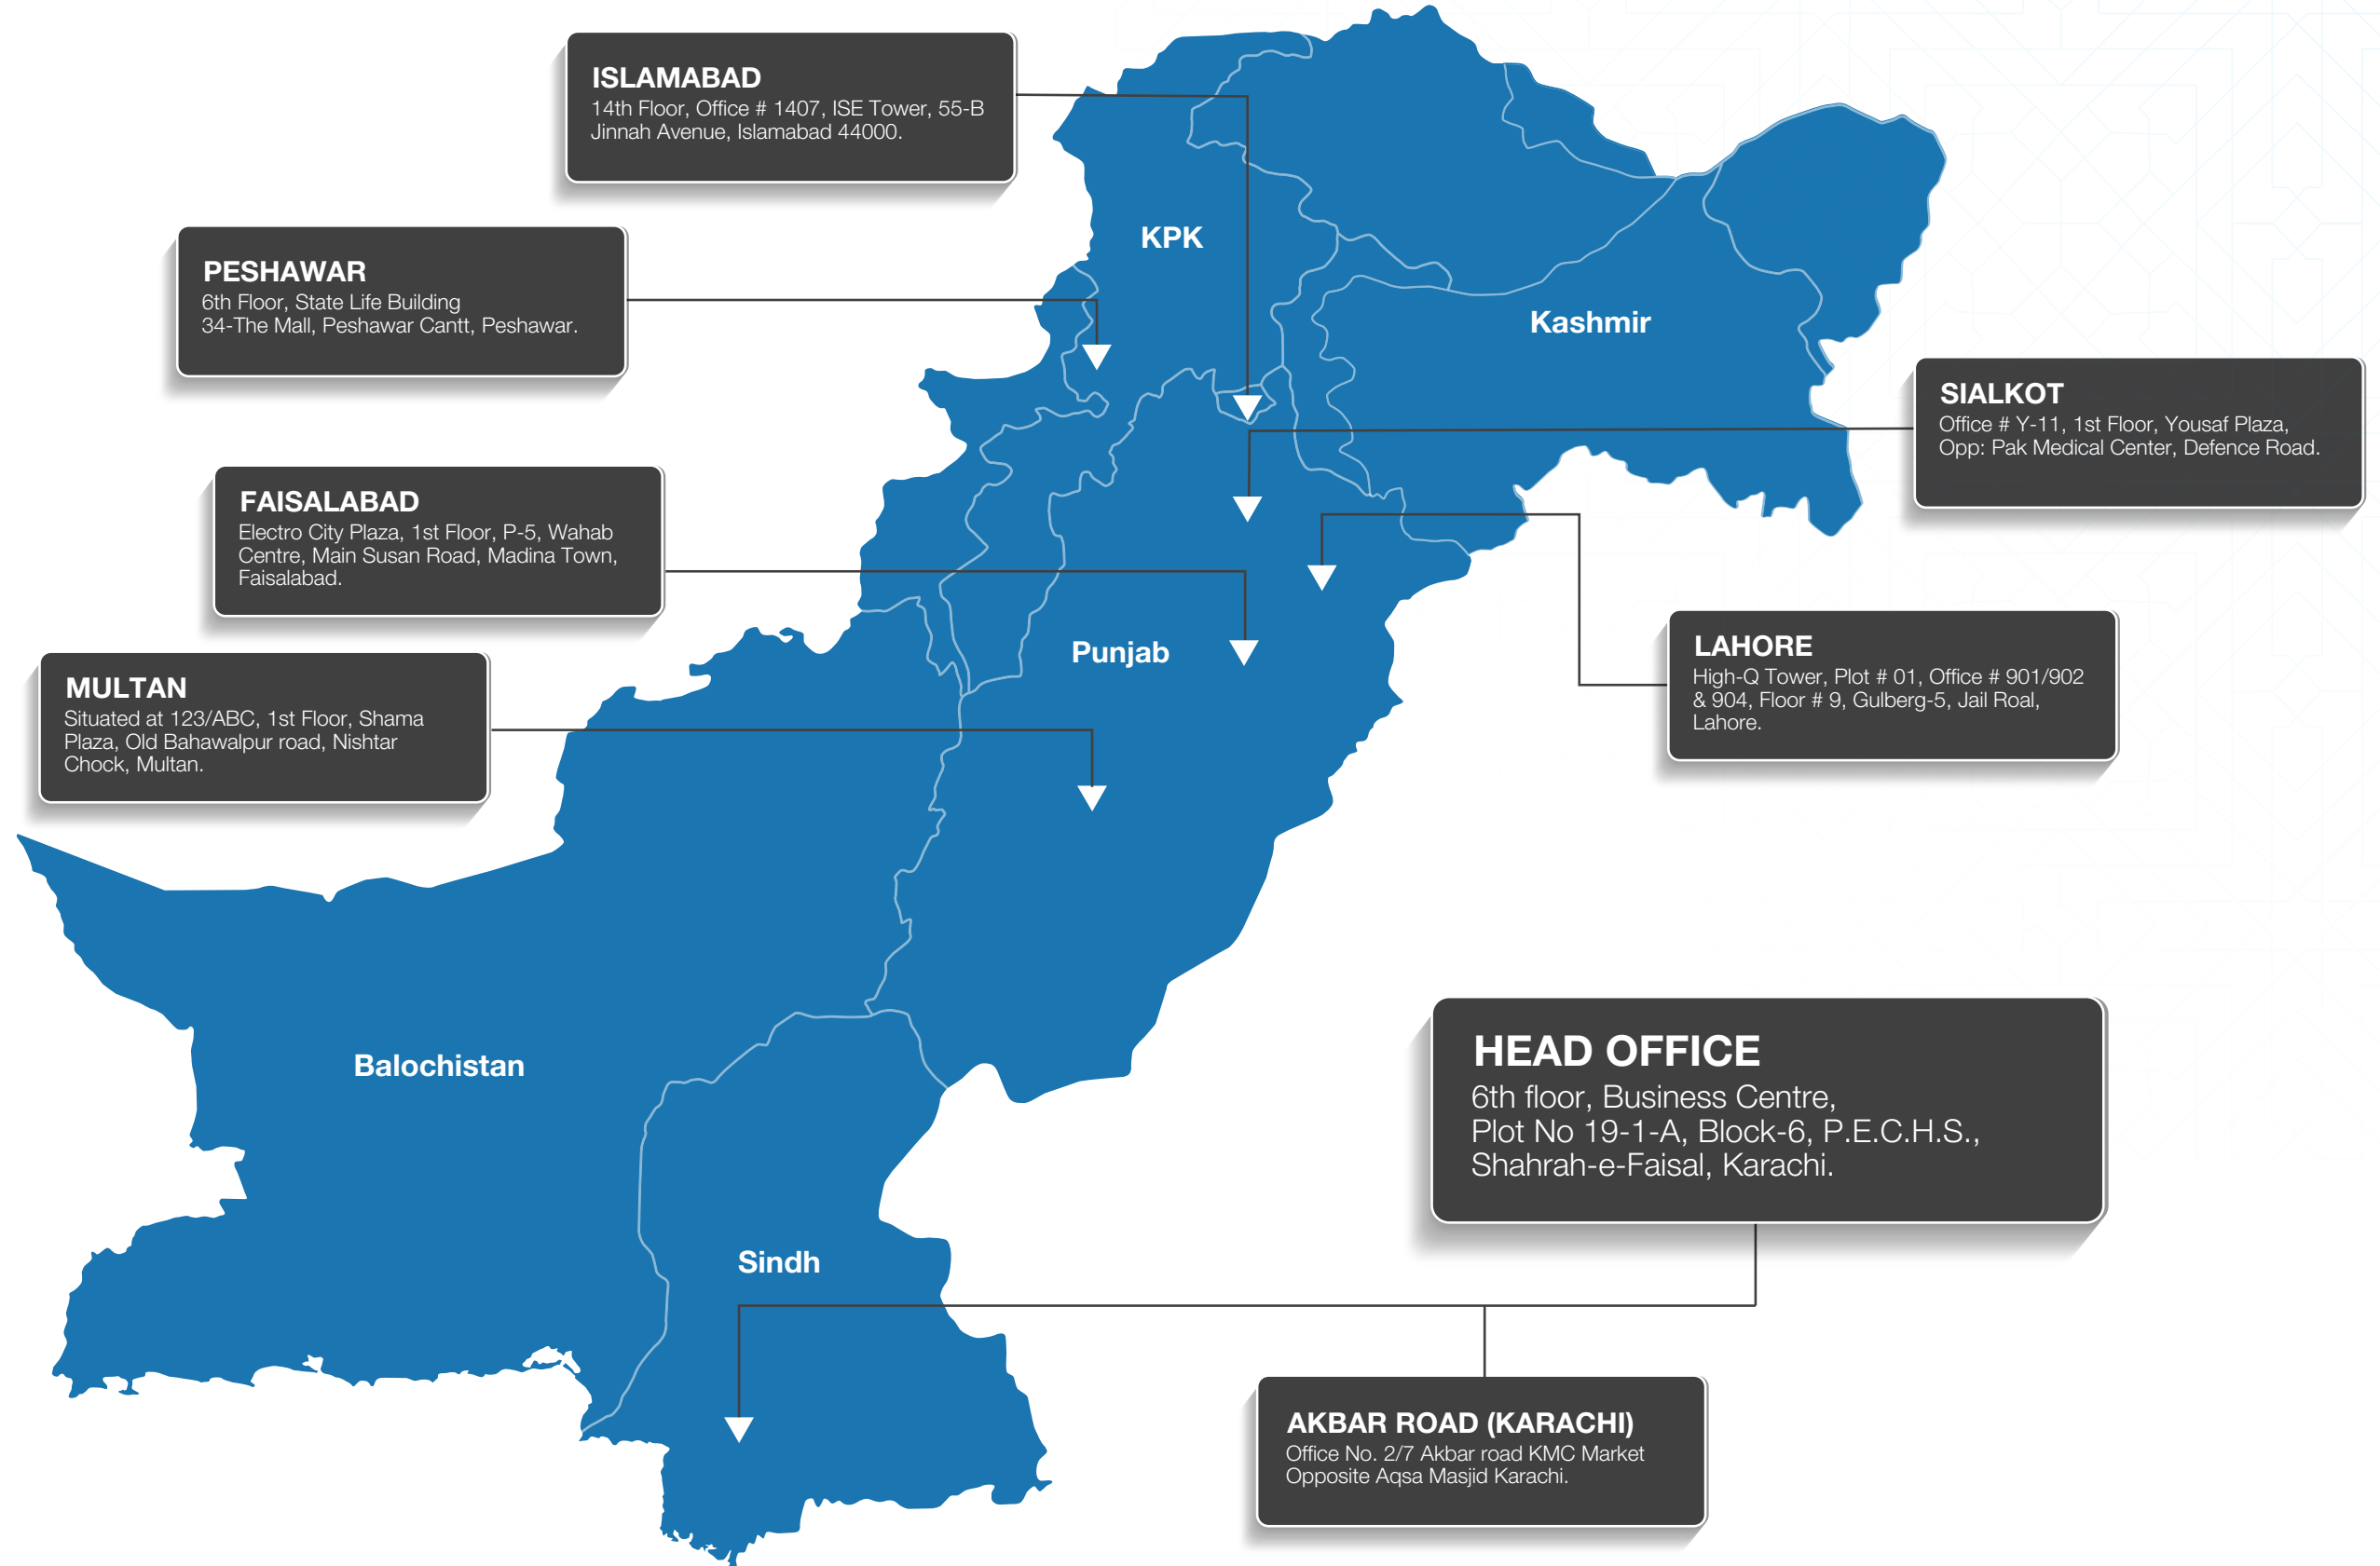 ISLAMABAD
14th Floor, Office # 1407, ISE Tower, 55-B
Jinnah Avenue, Islamabad 44000.
PESHAWAR
6th Floor, State Life Building
34-The Mall, Peshawar Cantt, Peshawar.
KPK
Kashmir
SIALKOT
Office # Y-11, 1st Floor, Yousaf Plaza,
Opp: Pak Medical Center, Defence Road.
FAISALABAD
Electro City Plaza, 1st Floor, P-5, Wahab
Centre, Main Susan Road, Madina Town,
Faisalabad.
Punjab
LAHORE
High-Q Tower, Plot # 01, Office # 901/902
& 904, Floor # 9, Gulberg-5, Jail Roal,
Lahore.
MULTAN
Situated at 123/ABC, 1st Floor, Shama
Plaza, Old Bahawalpur road, Nishtar
Chock, Multan.
Balochistan
HEAD OFFICE
6th floor, Business Centre,
Plot No 19-1-A, Block-6, P.E.C.H.S.,
Shahrah-e-Faisal, Karachi.
Sindh
AKBAR ROAD (KARACHI)
Office No. 2/7 Akbar road KMC Market
Opposite Aqsa Masjid Karachi.